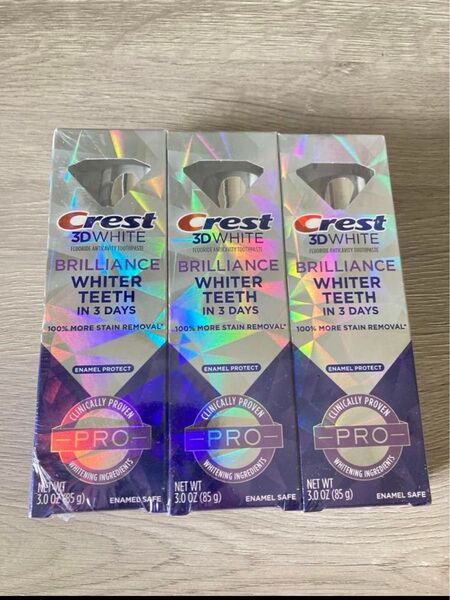 Crest
3DWHITE
FLUORIDE ANTICAVITY TOOTHPASTE
BRILLIANCE
WHITER
TEETH
IN 3 DAYS
100% MORE STAIN REMOVAL*
ENAMEL PROTECT
CLINICALLY PROVEN
PRO
WHITENING INGREDIENTS
NET WT
3.0 OZ (85 g)
ENAMEL SAFE
Crest
3DWHITE
FLUORIDE ANTICAVITY TOOTHPASTE
BRILLIANCE
WHITER
TEETH
IN 3 DAYS
100% MORE STAIN REMOVAL*
ENAMEL PROTECT
CLINICALLY PROVEN
PRO
WHITENING INGREDIENTS
NET WT
3.0 OZ (85 g)
ENAMEL SAFE
Crest
3DWHITE
FLUORIDE ANTICAVITY TOOTHPASTE
BRILLIANCE
WHITER
TEETH
IN 3 DAYS
100% MORE STAIN REMOVAL*
ENAMEL PROTECT
CLINICALLY PROVEN
PRO
WHITENING INGREDIENTS
NET WT
3.0 OZ (85 g)
ENAMEL SAFE